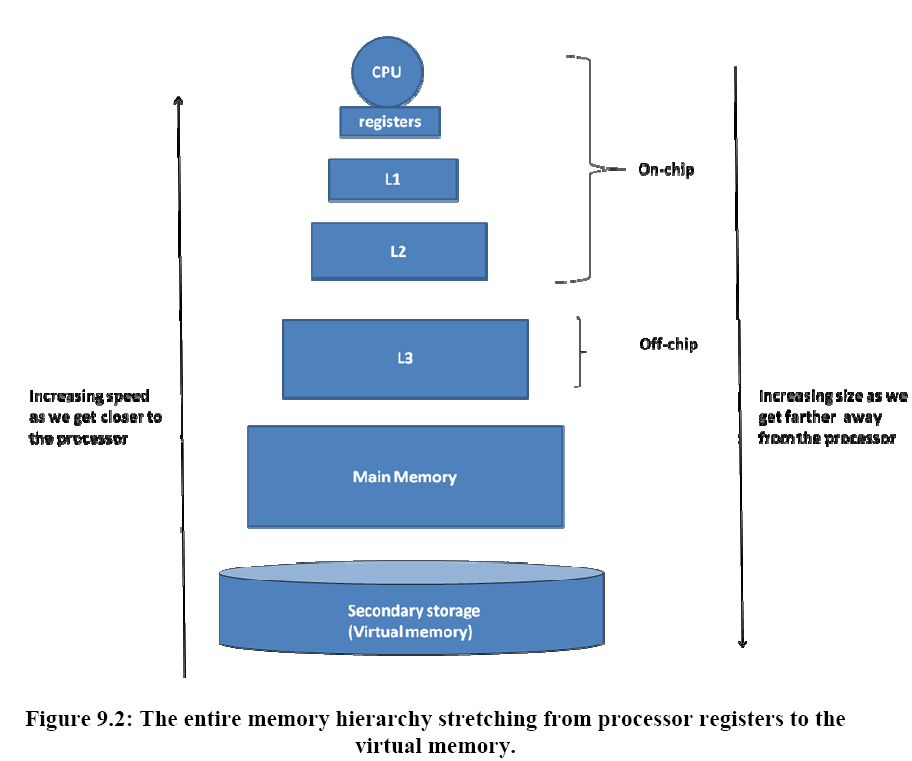 CPU
registers
L1
On-chip
L2
L3
Off-chip
Increasing speed
as we get closer to
the processor
Increasing size as we
get farther away
from the processor
Main Memory
Secondary storage
(Virtual memory)
Figure 9.2: The entire memory hierarchy stretching from processor registers to the
virtual memory.